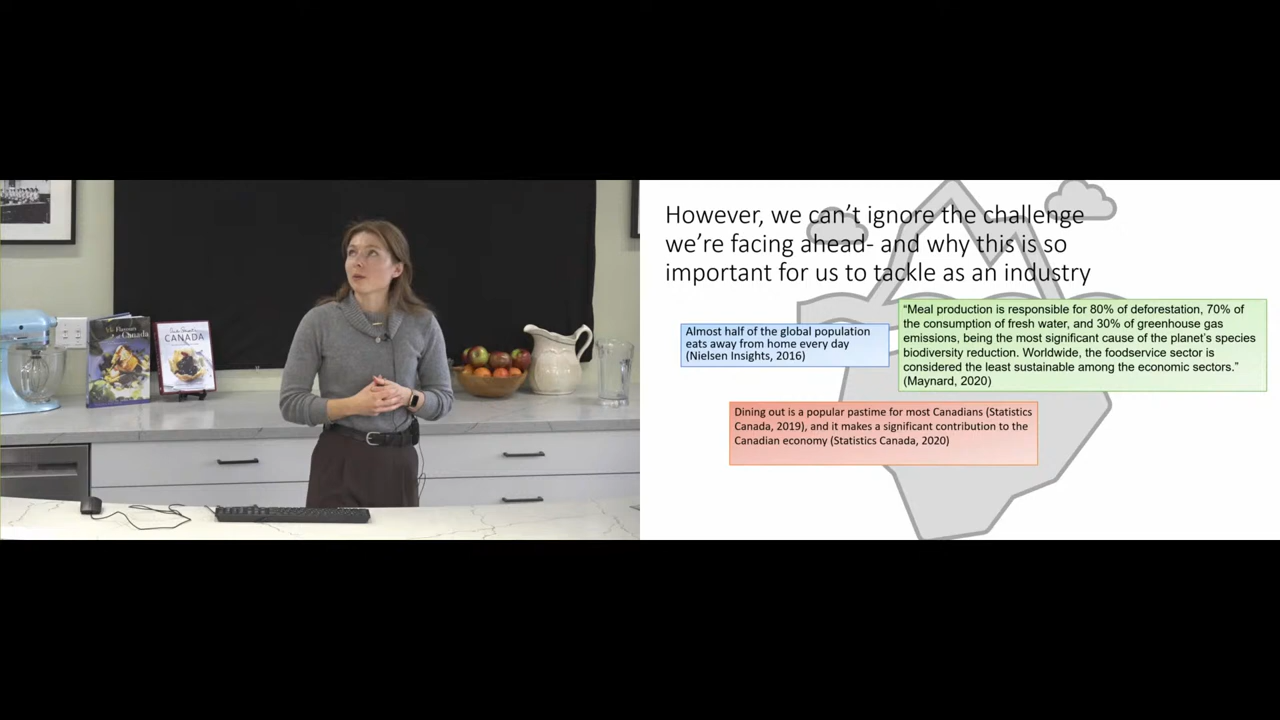 Flavours
of Canada
CANADA
However, we can’t ignore the challenge
we’re facing ahead- and why this is so
important for us to tackle as an industry
Almost half of the global population
eats away from home every day
(Nielsen Insights, 2016)
“Meal production is responsible for 80% of deforestation, 70% of
the consumption of fresh water, and 30% of greenhouse gas
emissions, being the most significant cause of the planet’s species
biodiversity reduction. Worldwide, the foodservice sector is
considered the least sustainable among the economic sectors.”
(Maynard, 2020)
Dining out is a popular pastime for most Canadians (Statistics
Canada, 2019), and it makes a significant contribution to the
Canadian economy (Statistics Canada, 2020)